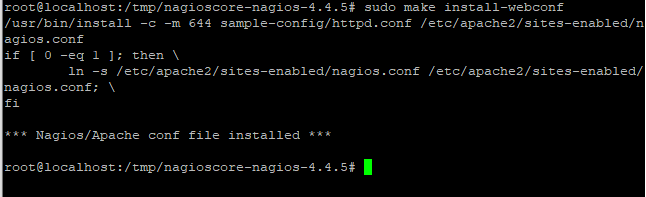 root@localhost:/tmp/nagioscore-nagios-4.4.5# sudo make install-webconf
/usr/bin/install -c -m 644 sample-config/httpd.conf /etc/apache2/sites-enabled/n
agios.conf
if [ 0 -eq 1 ]; then \
        ln -s /etc/apache2/sites-enabled/nagios.conf /etc/apache2/sites-enabled/
nagios.conf; \
fi

*** Nagios/Apache conf file installed ***

root@localhost:/tmp/nagioscore-nagios-4.4.5#